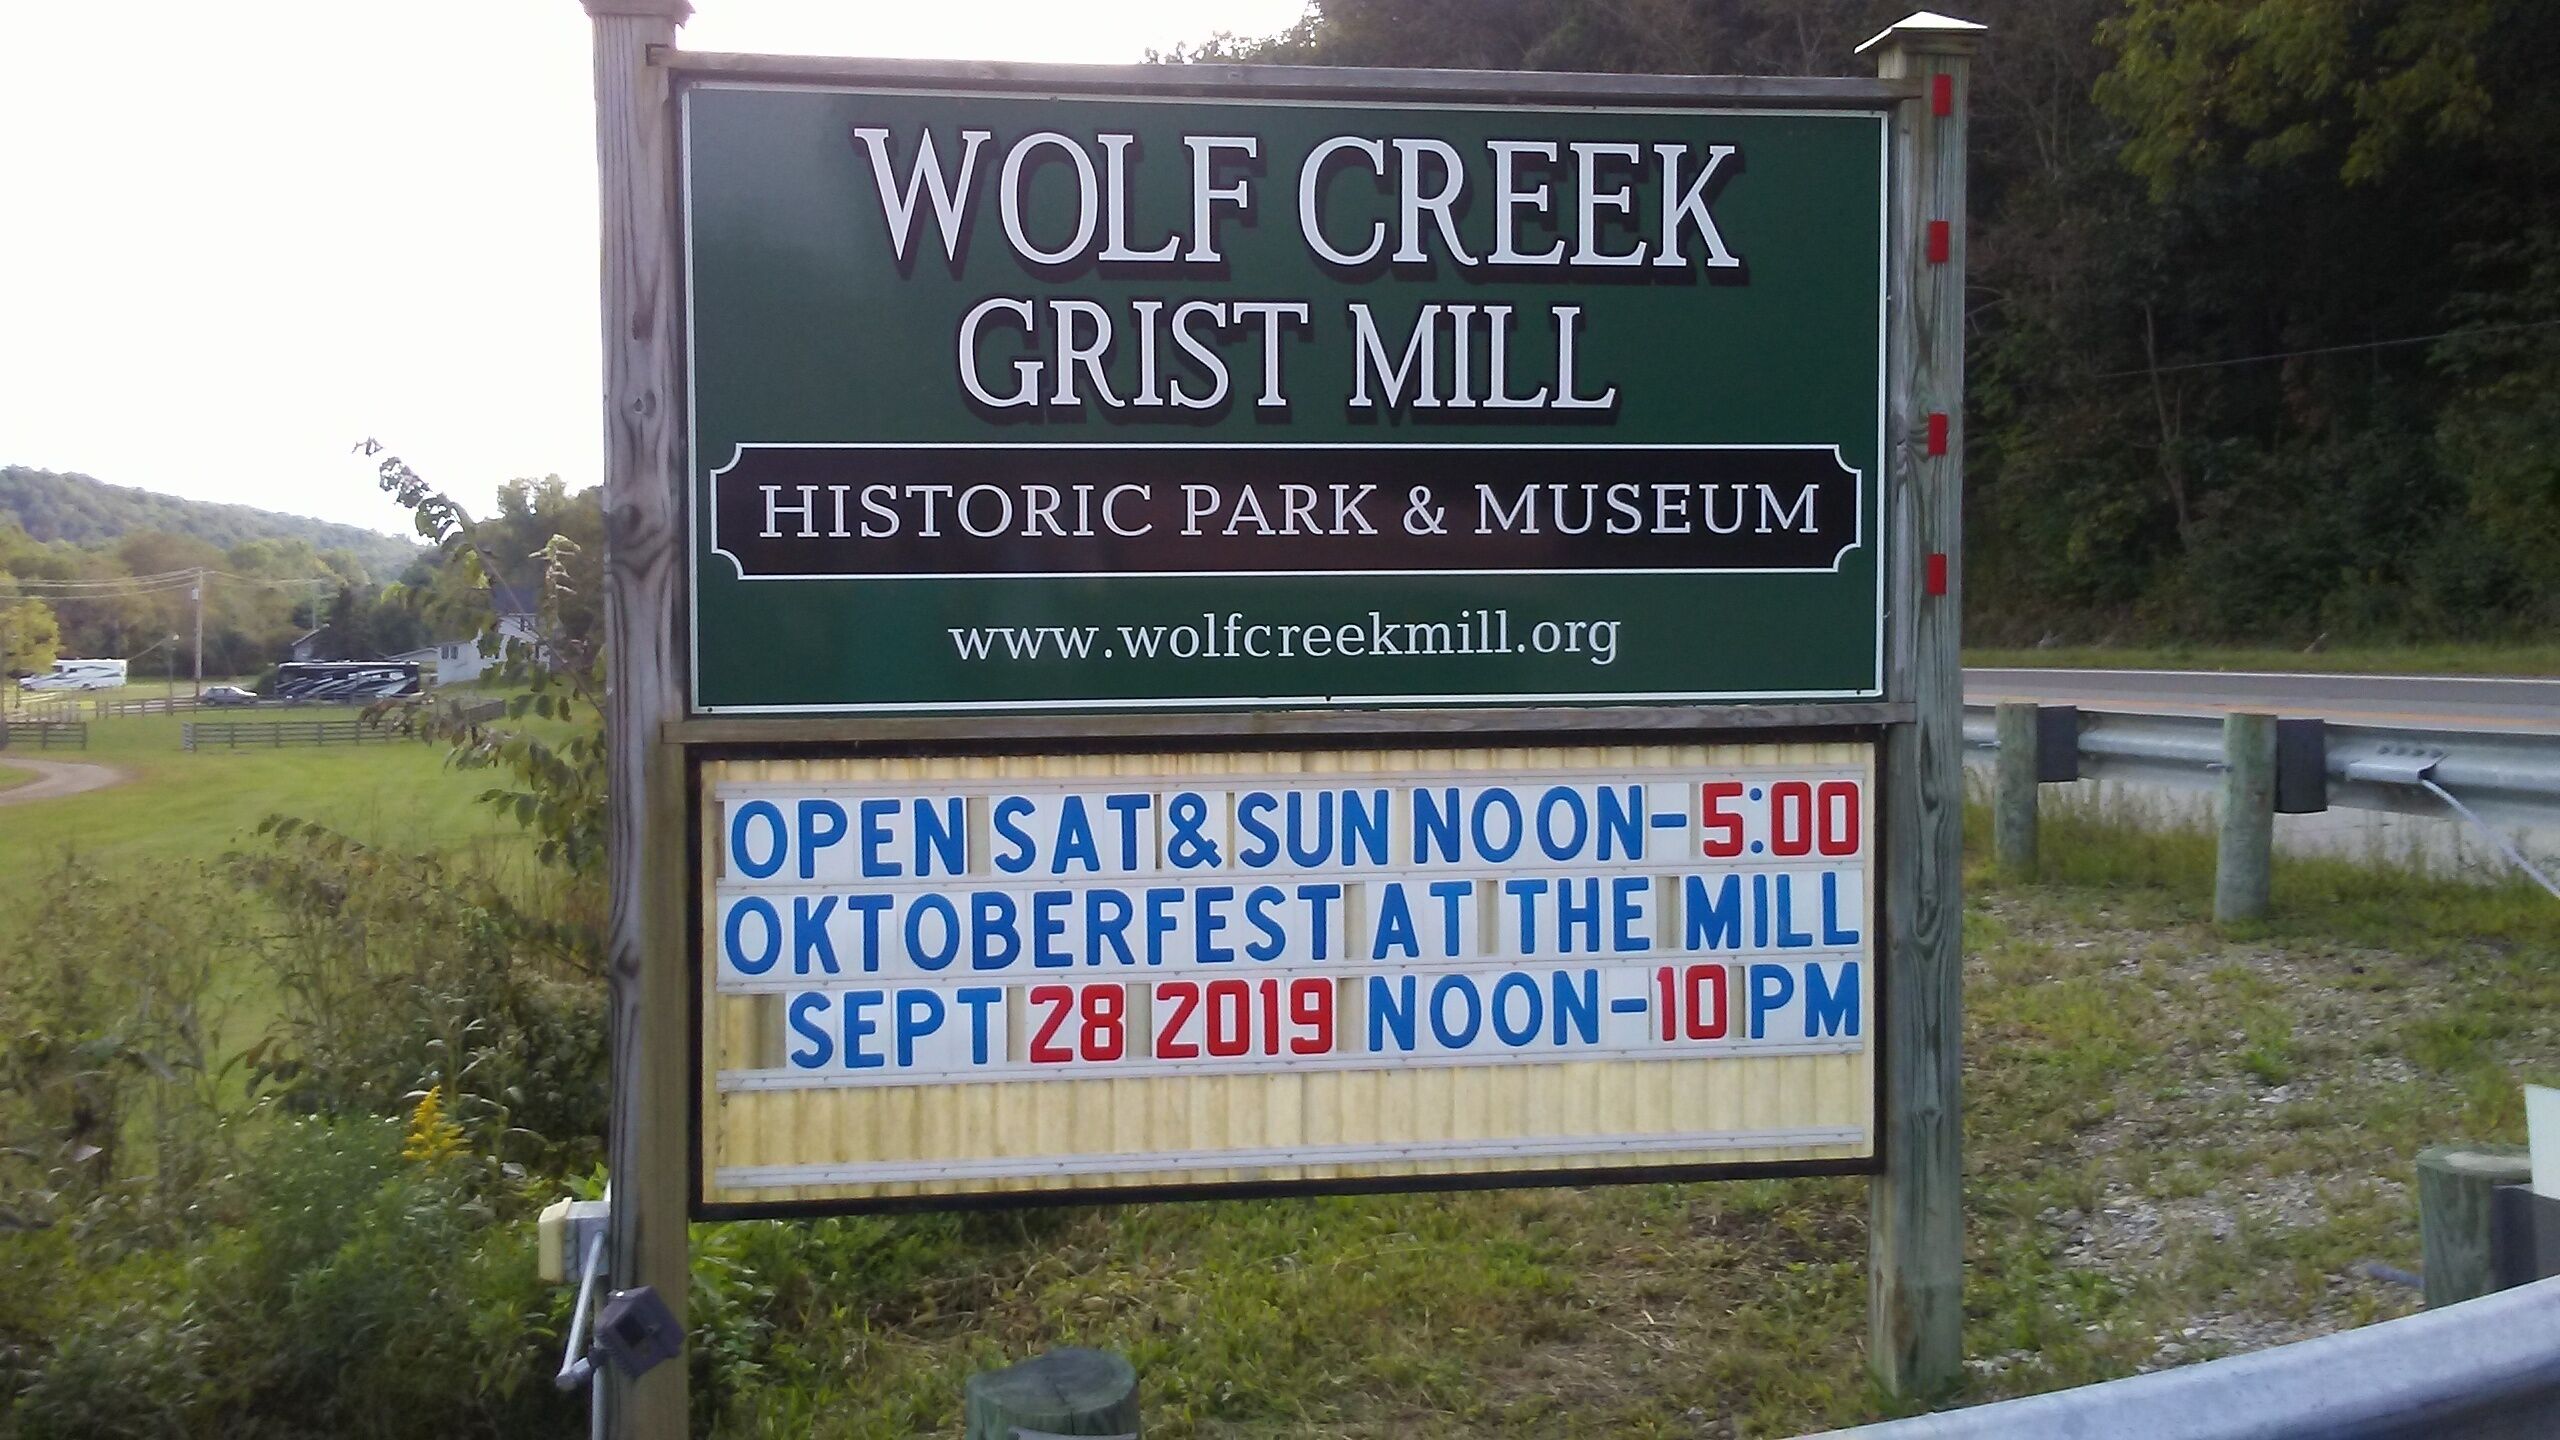 WOLF CREEK
GRIST MILL
HISTORIC PARK & MUSEUM
www.wolfcreekmill.org
OPEN SAT & SUN NOON-5:00
OKTOBERFEST AT THE MILL
SEPT 28 2019 NOON-10 PM